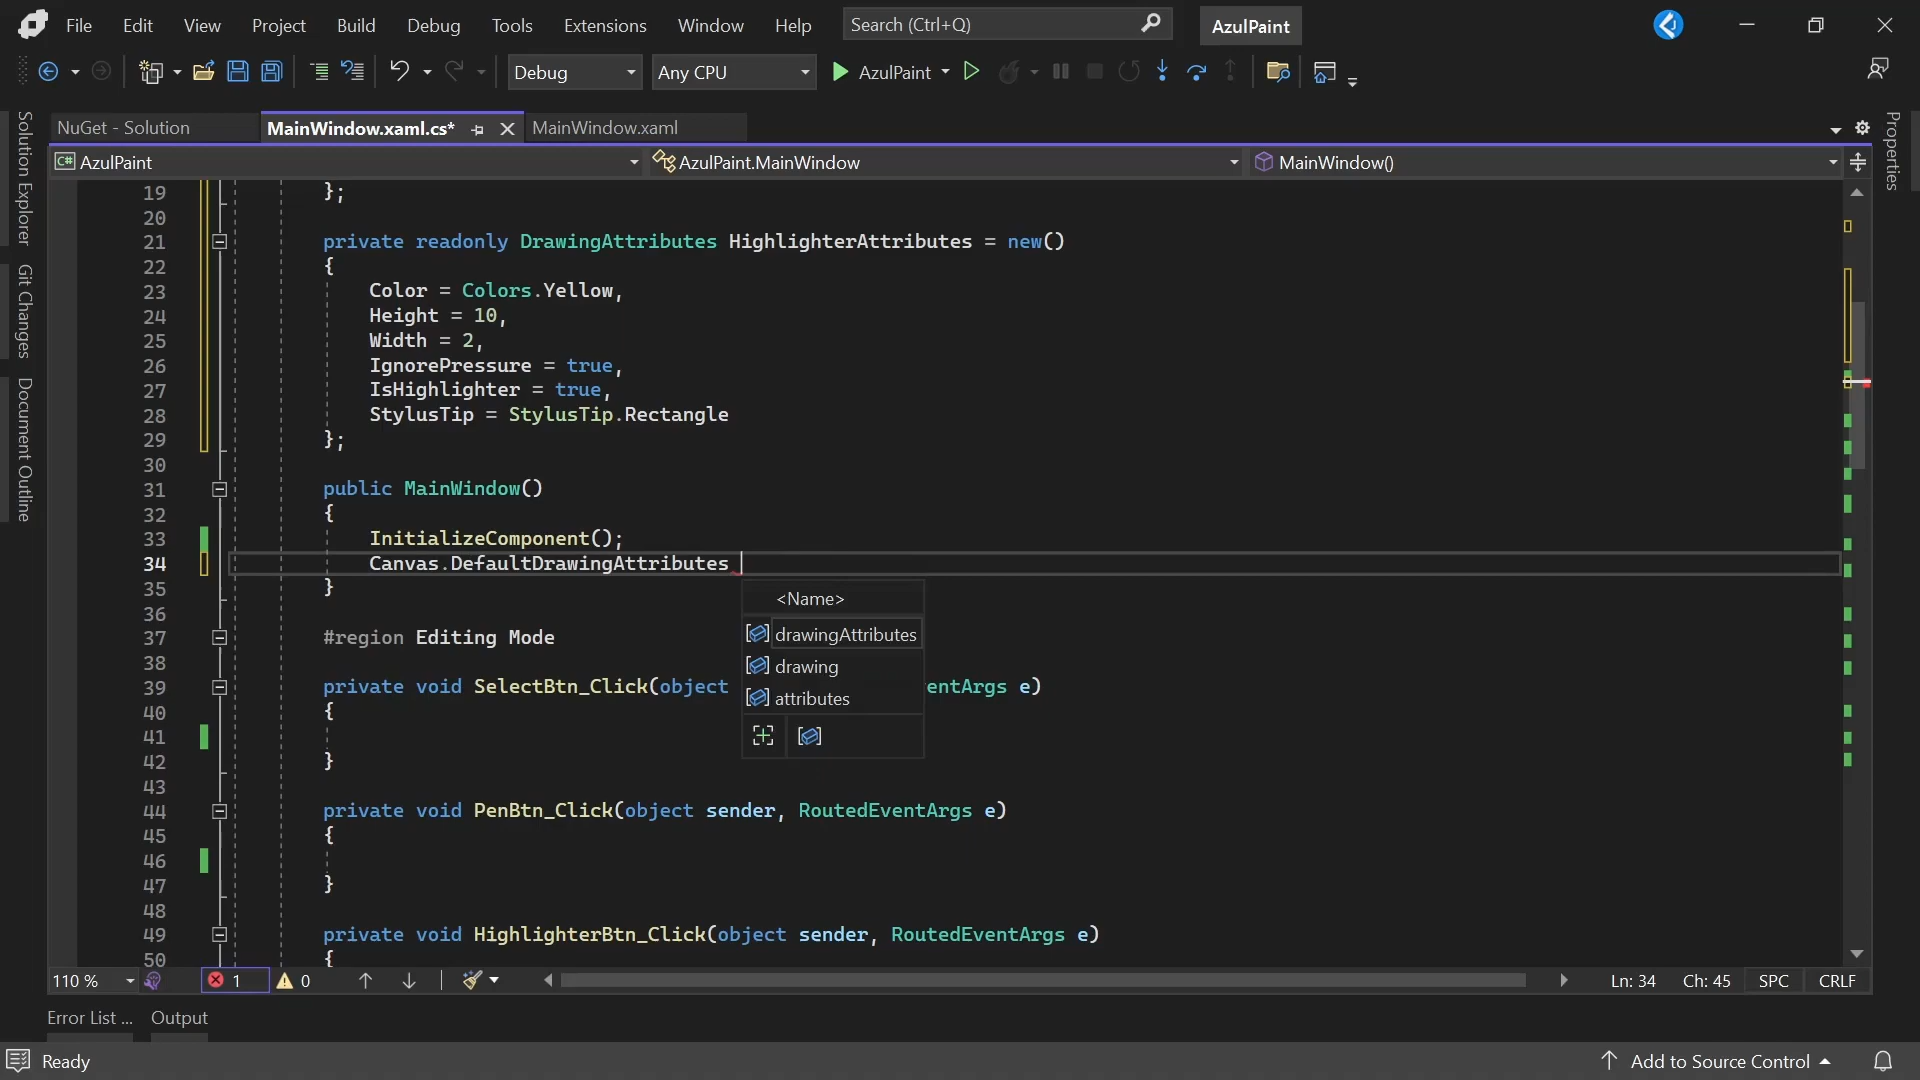 File Edit View Project Build Debug Tools Extensions Window Help Search (Ctrl+Q) AzulPaint
Debug Any CPU AzulPaint
NuGet - Solution MainWindow.xaml.cs* MainWindow.xaml
AzulPaint AzulPaint.MainWindow MainWindow()
Solution Explorer
Git Changes
Document Outline
Properties
19 };
20
21 private readonly DrawingAttributes HighlighterAttributes = new()
22 {
23 Color = Colors.Yellow,
24 Height = 10,
25 Width = 2,
26 IgnorePressure = true,
27 IsHighlighter = true,
28 StylusTip = StylusTip.Rectangle
29 };
30
31 public MainWindow()
32 {
33 InitializeComponent();
34 Canvas.DefaultDrawingAttributes
35 }
36
37 #region Editing Mode
38
39 private void SelectBtn_Click(object entArgs e)
40 {
41
42 }
43
44 private void PenBtn_Click(object sender, RoutedEventArgs e)
45 {
46
47 }
48
49 private void HighlighterBtn_Click(object sender, RoutedEventArgs e)
50 {
<Name>
drawingAttributes
drawing
attributes
110 % 1 0 Ln: 34 Ch: 45 SPC CRLF
Error List ... Output
Ready Add to Source Control